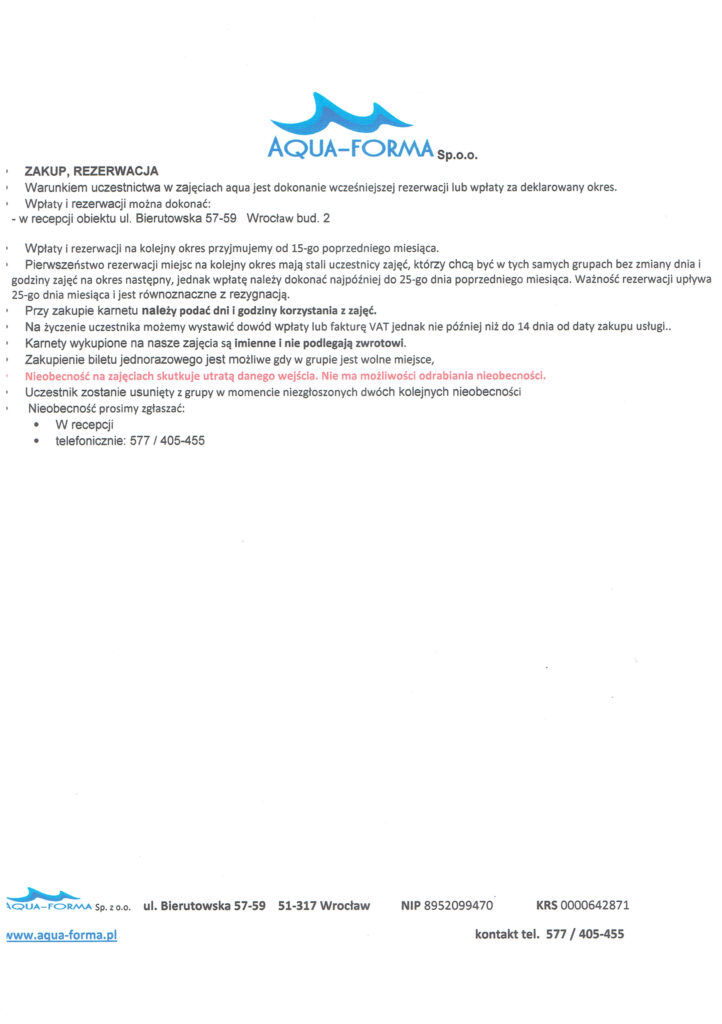 AQUA-FORMA Sp.o.o.
ZAKUP, REZERWACJA
Warunkiem uczestnictwa w zajęciach aqua jest dokonanie wcześniejszej rezerwacji lub wpłaty za deklarowany okres.
Wpłaty i rezerwacji można dokonać:
- w recepcji obiektu ul. Bierutowska 57-59 Wrocław bud. 2
Wpłaty i rezerwacji na kolejny okres przyjmujemy od 15-go poprzedniego miesiąca.
Pierwszeństwo rezerwacji miejsc na kolejny okres mają stali uczestnicy zajęć, którzy chcą być w tych samych grupach bez zmiany dnia i
godziny zajęć na okres następny, jednak wpłatę należy dokonać najpóźniej do 25-go dnia poprzedniego miesiąca. Ważność rezerwacji upływa
25-go dnia miesiąca i jest równoznaczne z rezygnacją.
Przy zakupie karnetu należy podać dni i godziny korzystania z zajęć.
Na życzenie uczestnika możemy wystawić dowód wpłaty lub fakturę VAT jednak nie później niż do 14 dnia od daty zakupu usługi..
Karnety wykupione na nasze zajęcia są imienne i nie podlegają zwrotowi.
Zakupienie biletu jednorazowego jest możliwe gdy w grupie jest wolne miejsce,
Nieobecność na zajęciach skutkuje utratą danego wejścia. Nie ma możliwości odrabiania nieobecności.
Uczestnik zostanie usunięty z grupy w momencie niezgłoszonych dwóch kolejnych nieobecności
Nieobecność prosimy zgłaszać:
• W recepcji
• telefonicznie: 577 / 405-455
AQUA-FORMA Sp. z o.o. ul. Bierutowska 57-59 51-317 Wrocław NIP 8952099470 KRS 0000642871
www.aqua-forma.pl kontakt tel. 577 / 405-455